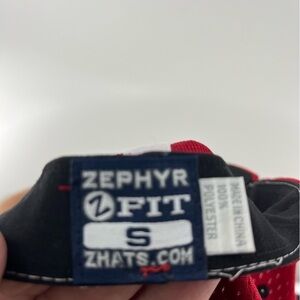 ZEPHYR
Z FIT
S
ZHATS.COM
MADE IN CHINA
100%
POLYESTER